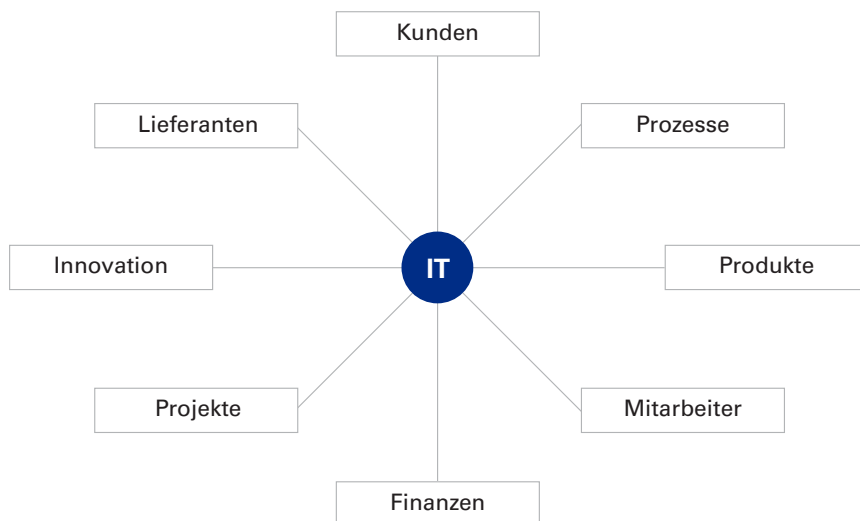 Kunden
Lieferanten
Prozesse
Innovation
IT
Produkte
Projekte
Mitarbeiter
Finanzen